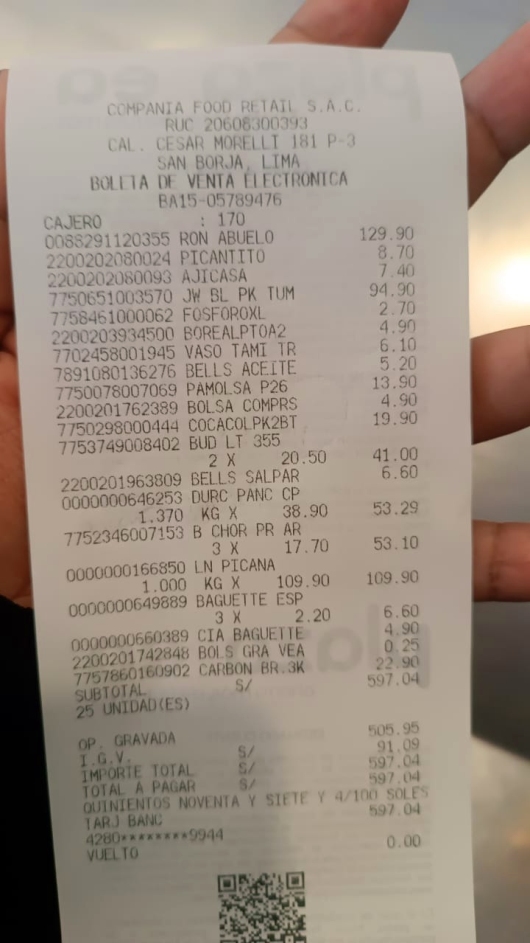 COMPANIA FOOD RETAIL S.A.C.
RUC 20608300393
CAL. CESAR MORELLI 181 P-3
SAN BORJA, LIMA
BOLETA DE VENTA ELECTRONICA
BA15-05789476
CAJERO : 170
0088291120355 RON ABUELO 129.90
2200202080024 PICANTITO 8.70
2200202080093 AJICASA 7.40
7750651003570 JW BL PK TUM 94.90
7758461000062 FOSFOROXL 2.70
2200203934500 BOREALPTOA2 4.90
7702458001945 VASO TAMI TR 6.10
7891080136276 BELLS ACEITE 5.20
7750078007069 PAMOLSA P26 13.90
2200201762389 BOLSA COMPRS 4.90
7750298000444 COCACOLPK2BT 19.90
7753749008402 BUD LT 355
2 X 20.50 41.00
2200201963809 BELLS SALPAR 6.60
0000000646253 DURC PANC CP
1.370 KG X 38.90 53.29
7752346007153 B CHOR PR AR
3 X 17.70 53.10
0000000166850 LN PICANA
1.000 KG X 109.90 109.90
0000000649889 BAGUETTE ESP
3 X 2.20 6.60
0000000660389 CIA BAGUETTE 4.90
2200201742848 BOLS GRA VEA 0.25
7757860160902 CARBON BR.3K 22.90
SUBTOTAL S/ 597.04
25 UNIDAD(ES)
OP. GRAVADA 505.95
I.G.V. S/ 91.09
IMPORTE TOTAL S/ 597.04
TOTAL A PAGAR S/ 597.04
QUINIENTOS NOVENTA Y SIETE Y 4/100 SOLES
TARJ BANC 597.04
4280********9944
VUELTO 0.00